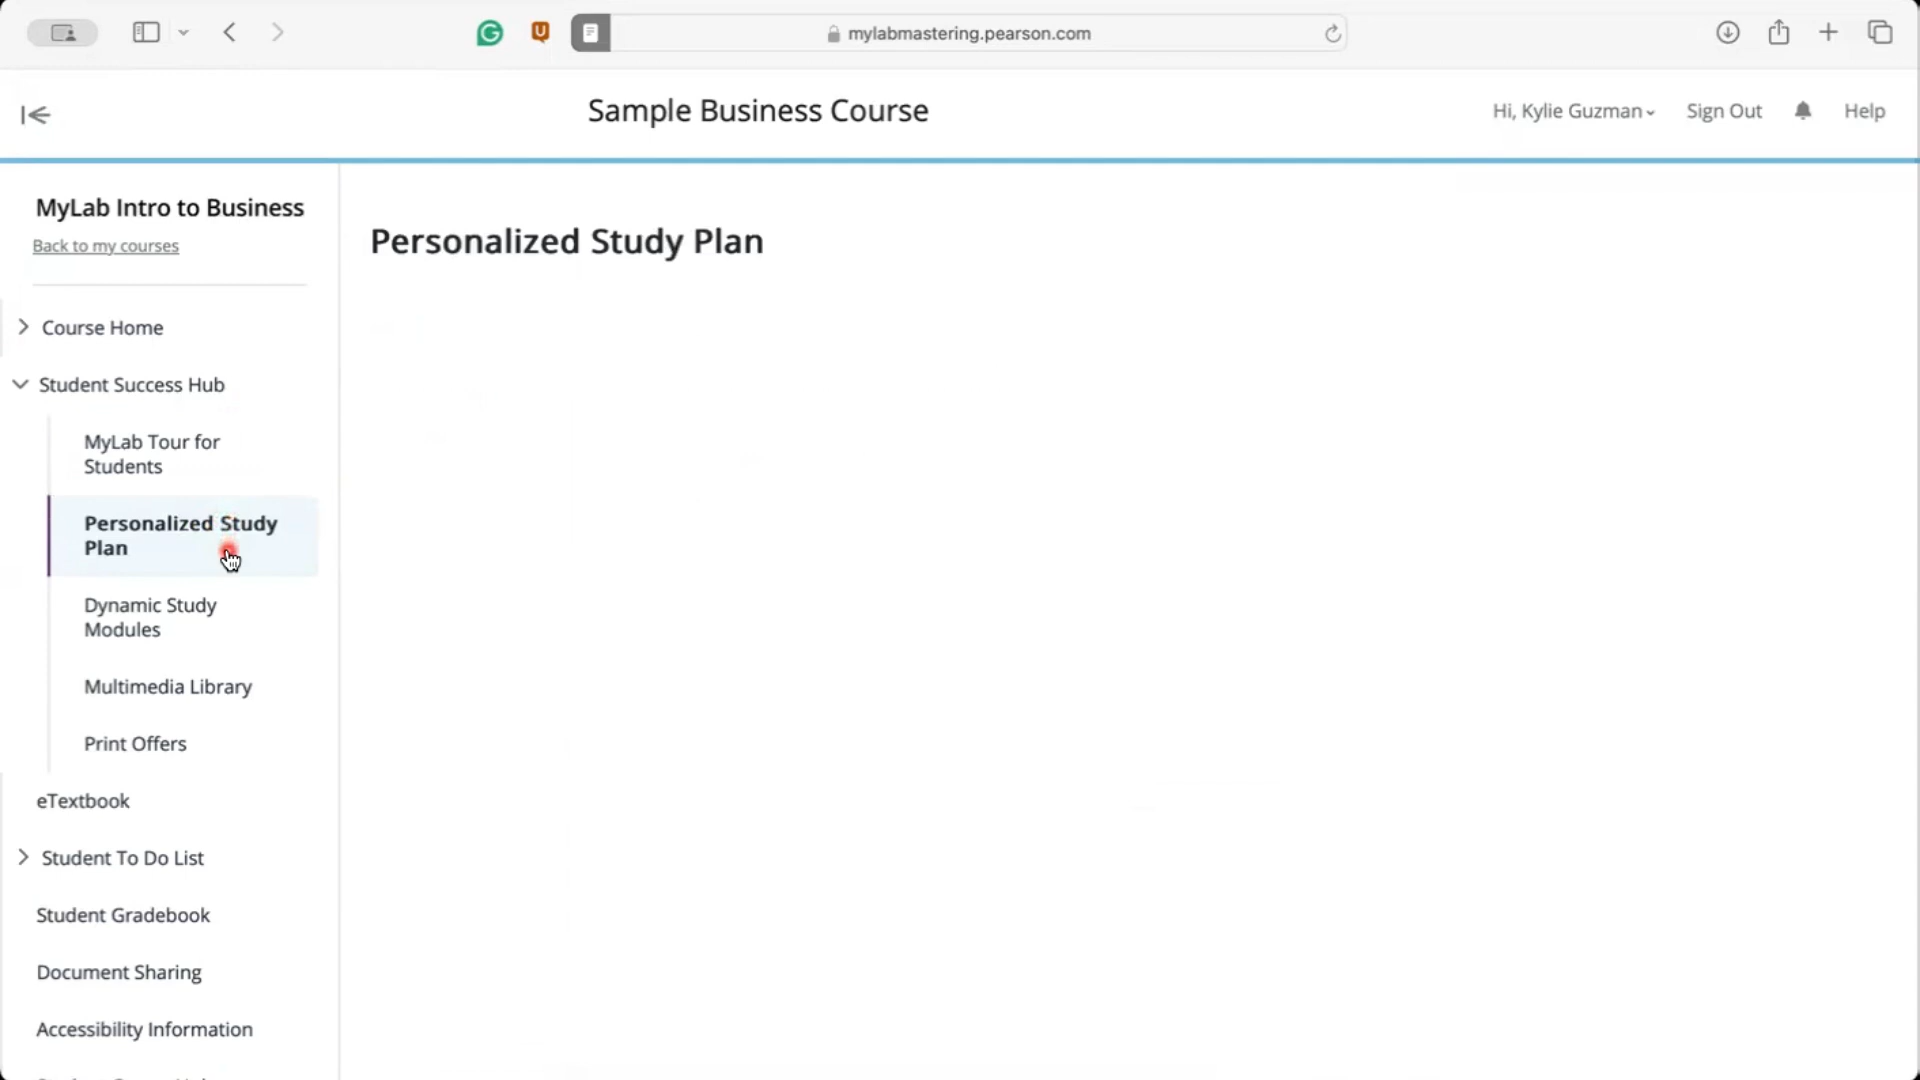 mylabmastering.pearson.com
Sample Business Course
Hi, Kylie Guzman
Sign Out
Help
MyLab Intro to Business
Back to my courses
Personalized Study Plan
Course Home
Student Success Hub
MyLab Tour for
Students
Personalized Study
Plan
Dynamic Study
Modules
Multimedia Library
Print Offers
eTextbook
Student To Do List
Student Gradebook
Document Sharing
Accessibility Information